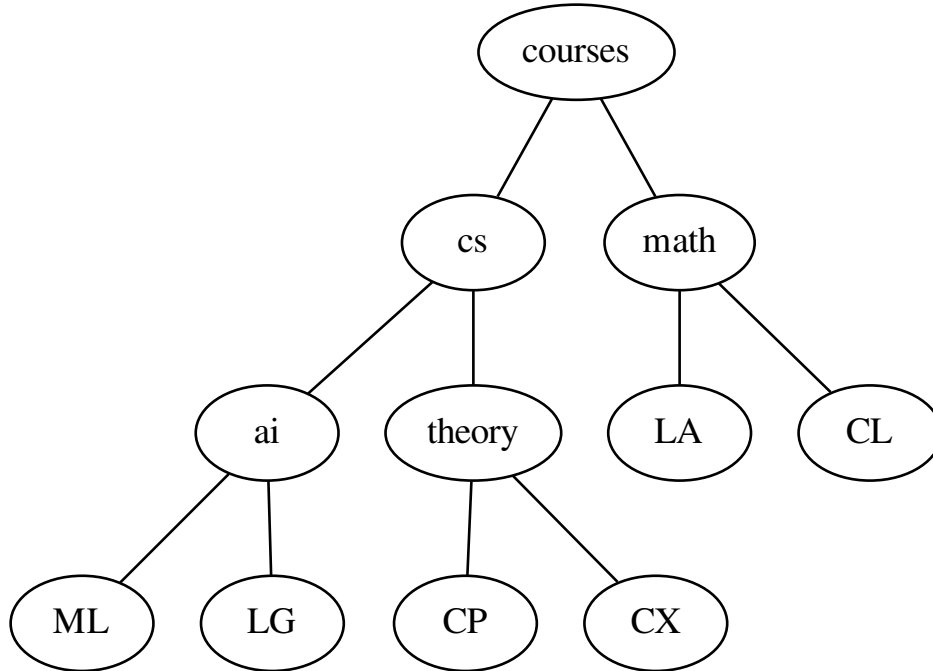 courses
cs
math
ai
theory
LA
CL
ML
LG
CP
CX